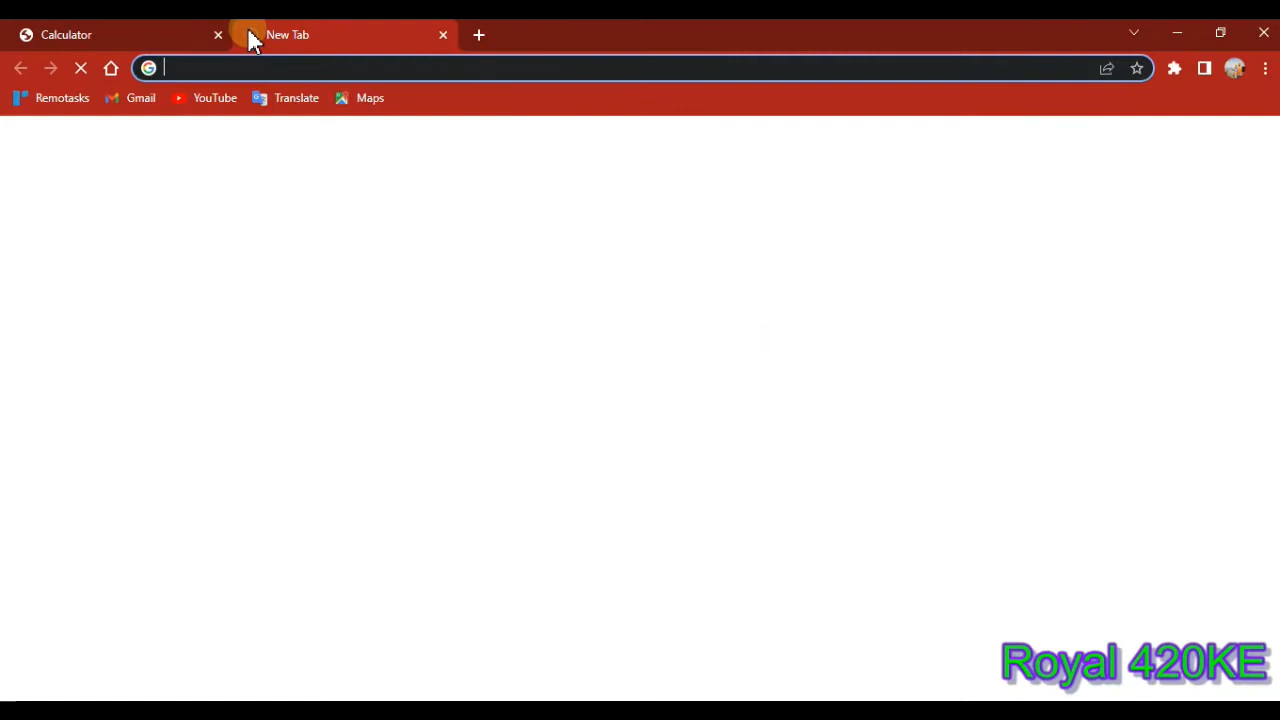 Calculator
New Tab
Remotasks
Gmail
YouTube
Translate
Maps
Royal 420KE